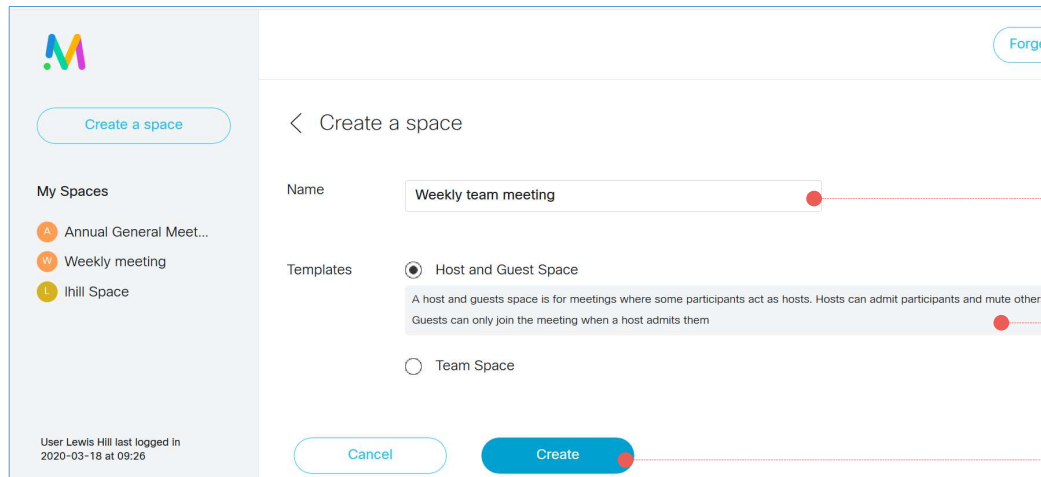 Forge
Create a space
Create a space
My Spaces
Name
Weekly team meeting
A Annual General Meet...
W Weekly meeting
L lhill Space
Templates
Host and Guest Space
A host and guests space is for meetings where some participants act as hosts. Hosts can admit participants and mute other
Guests can only join the meeting when a host admits them
Team Space
User Lewis Hill last logged in
2020-03-18 at 09:26
Cancel
Create